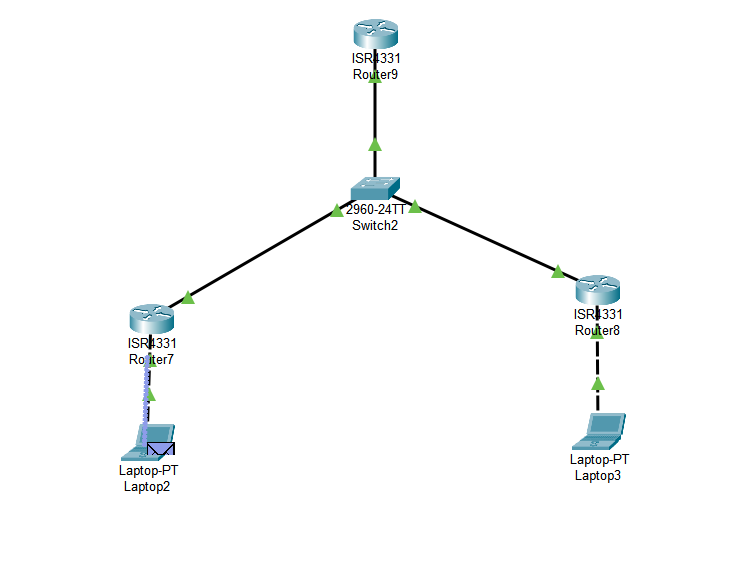 ISR4331
Router9
2960-24TT
Switch2
ISR4331
Router8
ISR4331
Router7
Laptop-PT
Laptop3
Laptop-PT
Laptop2